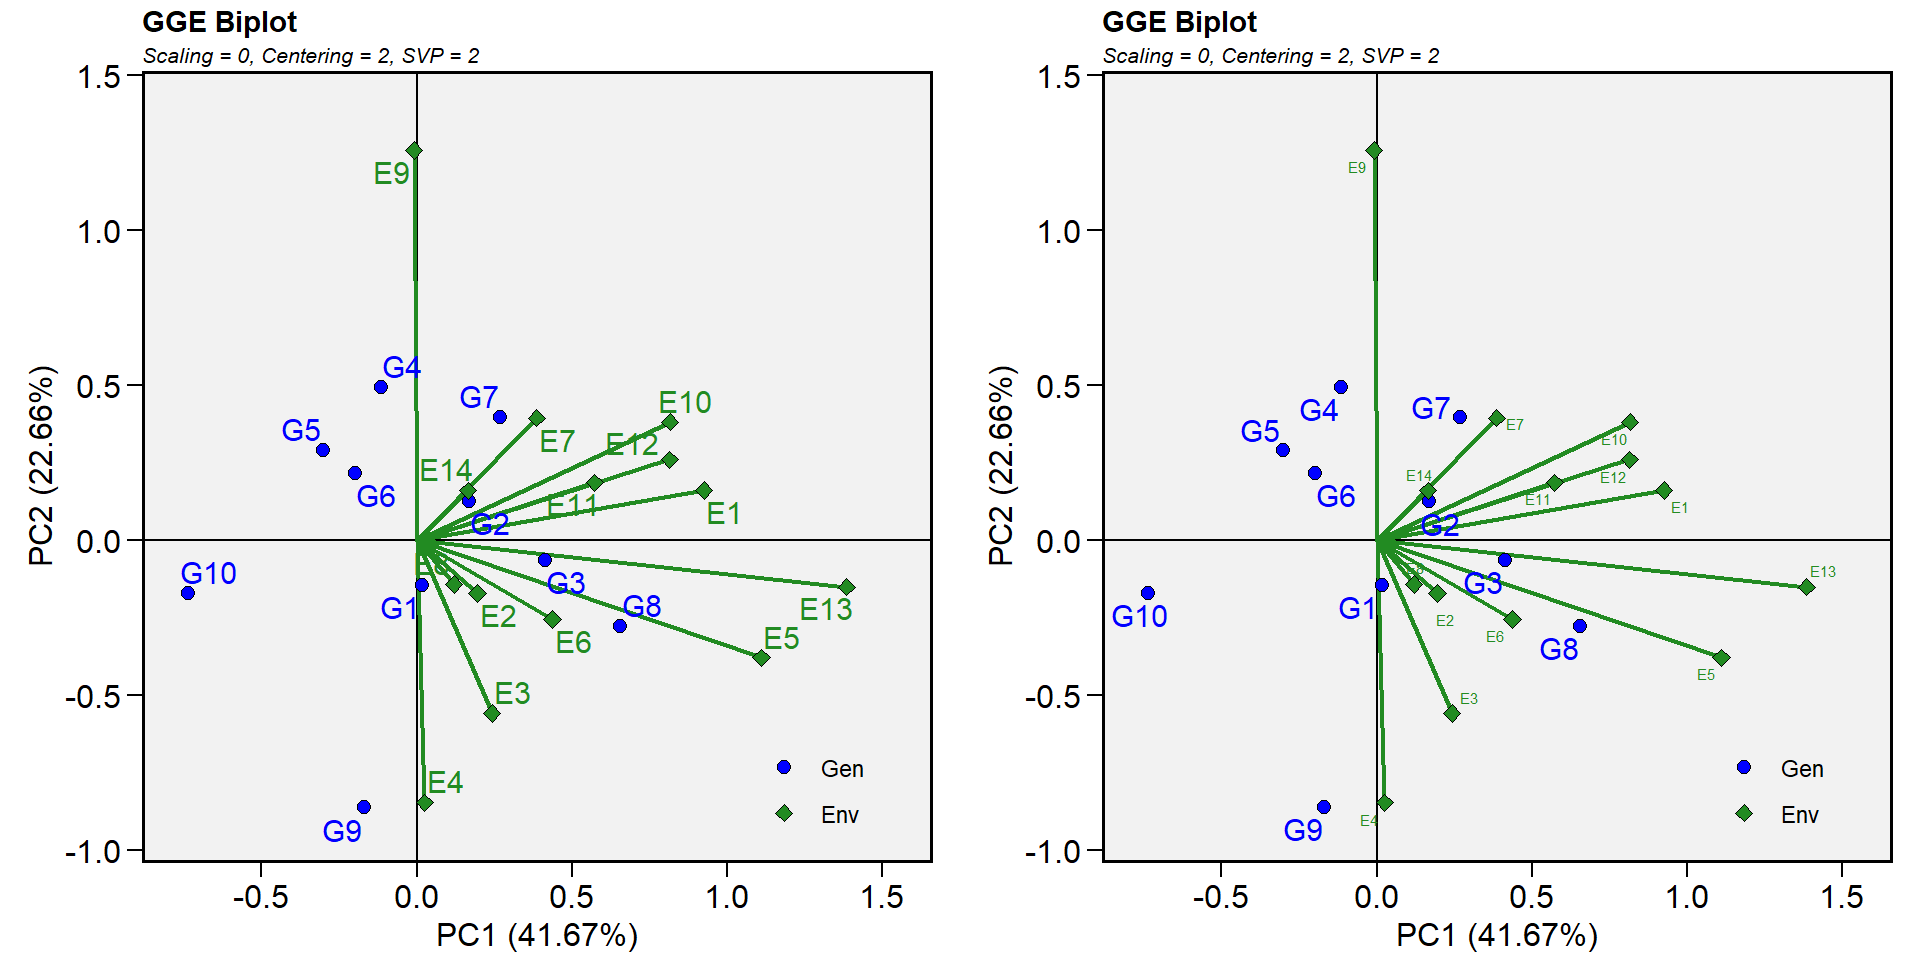 GGE Biplot
Scaling = 0, Centering = 2, SVP = 2
1.5
1.0
0.5
0.0
-0.5
-1.0
PC2 (22.66%)
E9
G4
G7
E10
G5
E7
E12
E14
G6
E11
E1
G2
G10
G3
G1
E2
G8
E13
E6
E5
E3
E4
G9
Gen
Env
-0.5 0.0 0.5 1.0 1.5
PC1 (41.67%)
GGE Biplot
Scaling = 0, Centering = 2, SVP = 2
1.5
1.0
0.5
0.0
-0.5
-1.0
PC2 (22.66%)
E9
G4
G7
E7
G5
E10
E14
E12
G6
E11
E1
G2
E8
E13
G3
G10
G1
E2
E6
G8
E5
E3
E4
G9
Gen
Env
-0.5 0.0 0.5 1.0 1.5
PC1 (41.67%)